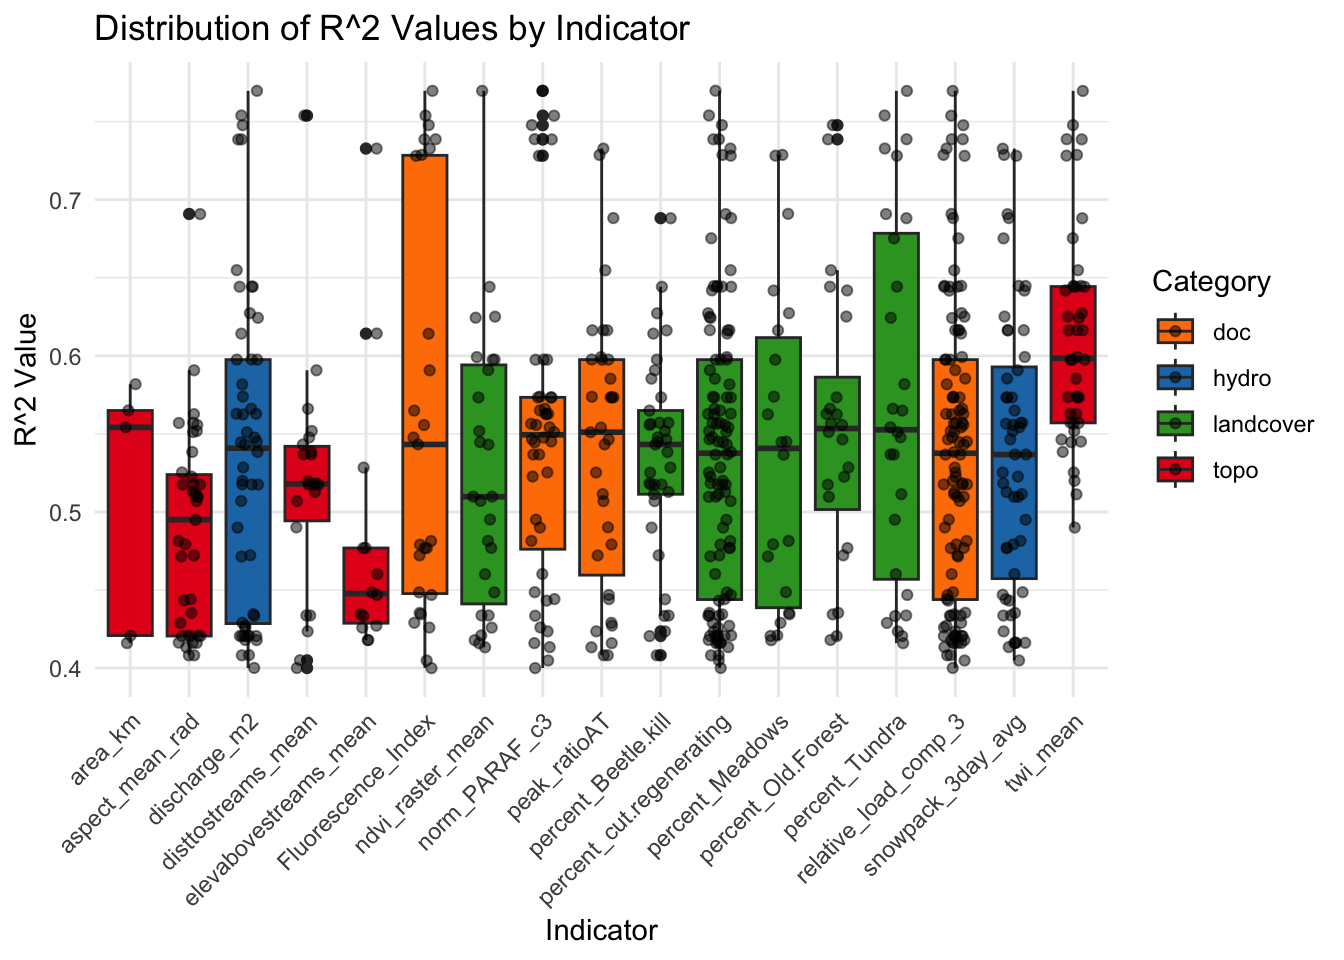 Distribution of R^2 Values by Indicator
R^2 Value
0.7
0.6
0.5
0.4
area_km
aspect_mean_rad
discharge_m2
disttostreams_mean
elevabovestreams_mean
Fluorescence_Index
ndvi_raster_mean
norm_PARAF_c3
peak_ratioAT
percent_Beetle.kill
percent_cut.regenerating
percent_Meadows
percent_Old.Forest
percent_Tundra
relative_load_comp_3
snowpack_3day_avg
twi_mean
Indicator
Category
doc
hydro
landcover
topo